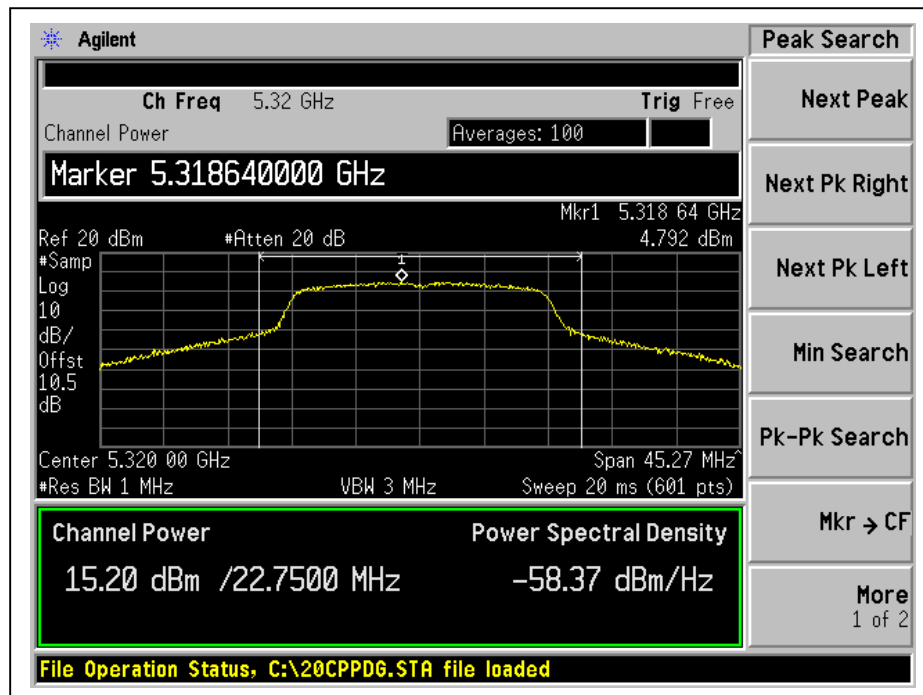 Agilent
Peak Search
Ch Freq 5.32 GHz Trig Free
Channel Power Averages: 100
Marker 5.318640000 GHz
Mkr1 5.318 64 GHz
Ref 20 dBm #Atten 20 dB 4.792 dBm
#Samp
Log
10
dB/
Offst
10.5
dB
1
Center 5.320 00 GHz Span 45.27 MHz^
#Res BW 1 MHz VBW 3 MHz Sweep 20 ms (601 pts)
Channel Power Power Spectral Density
15.20 dBm /22.7500 MHz -58.37 dBm/Hz
File Operation Status, C:\20CPPDG.STA file loaded
Next Peak
Next Pk Right
Next Pk Left
Min Search
Pk-Pk Search
Mkr → CF
More
1 of 2